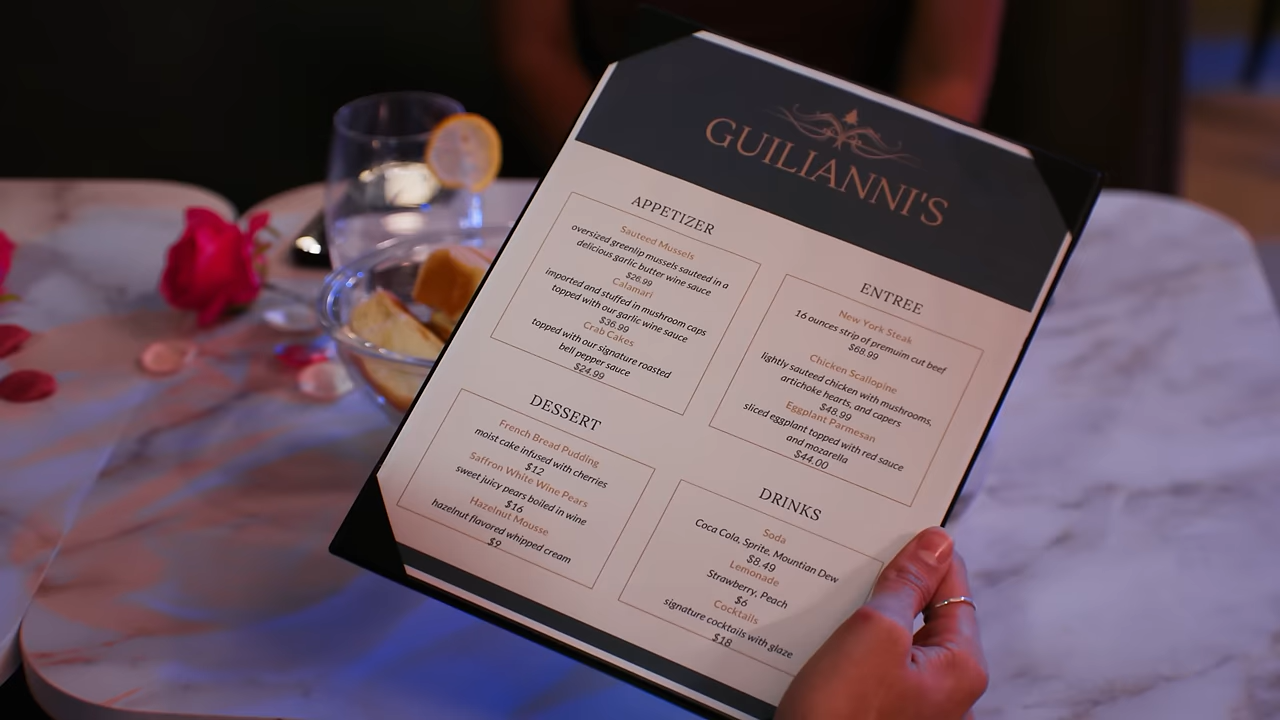 GUILIANNI'S
APPETIZER
Sauteed Mussels
oversized greenlip mussels sauteed in a
delicious garlic butter wine sauce
$26.99
Calamari
imported and stuffed in mushroom caps
topped with our garlic wine sauce
$36.99
Crab Cakes
topped with our signature roasted
bell pepper sauce
$24.99
ENTREE
New York Steak
16 ounces strip of premuim cut beef
$68.99
Chicken Scallopine
lightly sauteed chicken with mushrooms,
artichoke hearts, and capers
$48.99
Eggplant Parmesan
sliced eggplant topped with red sauce
and mozarella
$44.00
DESSERT
French Bread Pudding
moist cake infused with cherries
$12
Saffron White Wine Pears
sweet juicy pears boiled in wine
$16
Hazelnut Mousse
hazelnut flavored whipped cream
$9
DRINKS
Soda
Coca Cola, Sprite, Mountian Dew
$8.49
Lemonade
Strawberry, Peach
$6
Cocktails
signature cocktails with glaze
$18